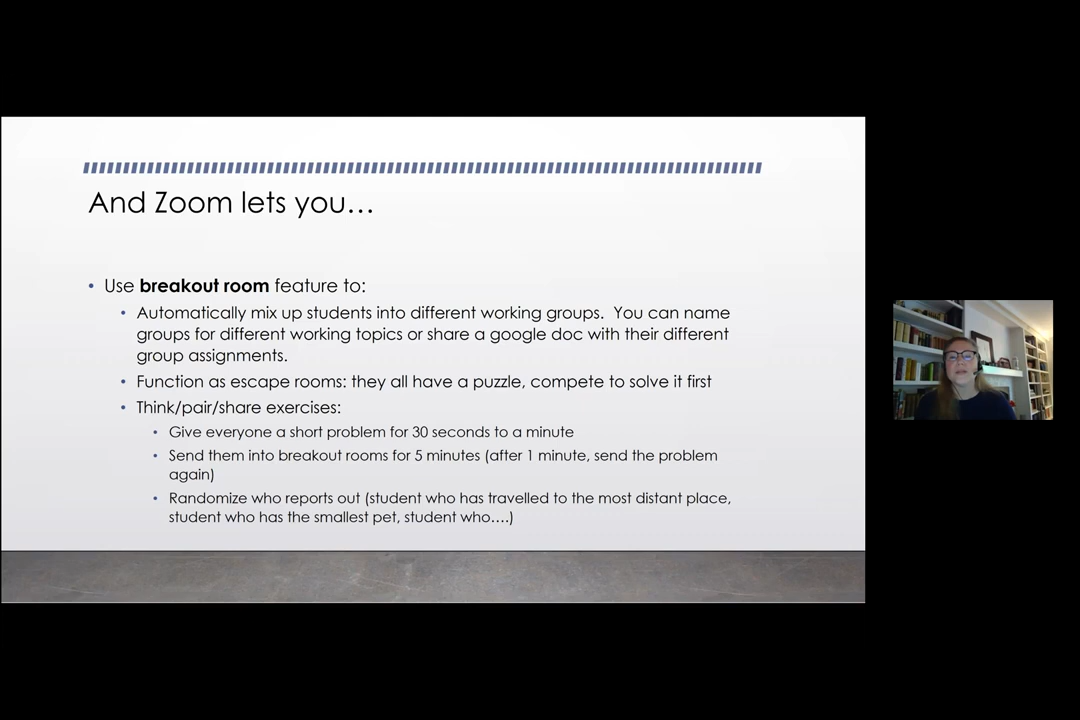 And Zoom lets you…
• Use breakout room feature to:
• Automatically mix up students into different working groups.  You can name
groups for different working topics or share a google doc with their different
group assignments.
• Function as escape rooms: they all have a puzzle, compete to solve it first
• Think/pair/share exercises:
• Give everyone a short problem for 30 seconds to a minute
• Send them into breakout rooms for 5 minutes (after 1 minute, send the problem
again)
• Randomize who reports out (student who has travelled to the most distant place,
student who has the smallest pet, student who….)